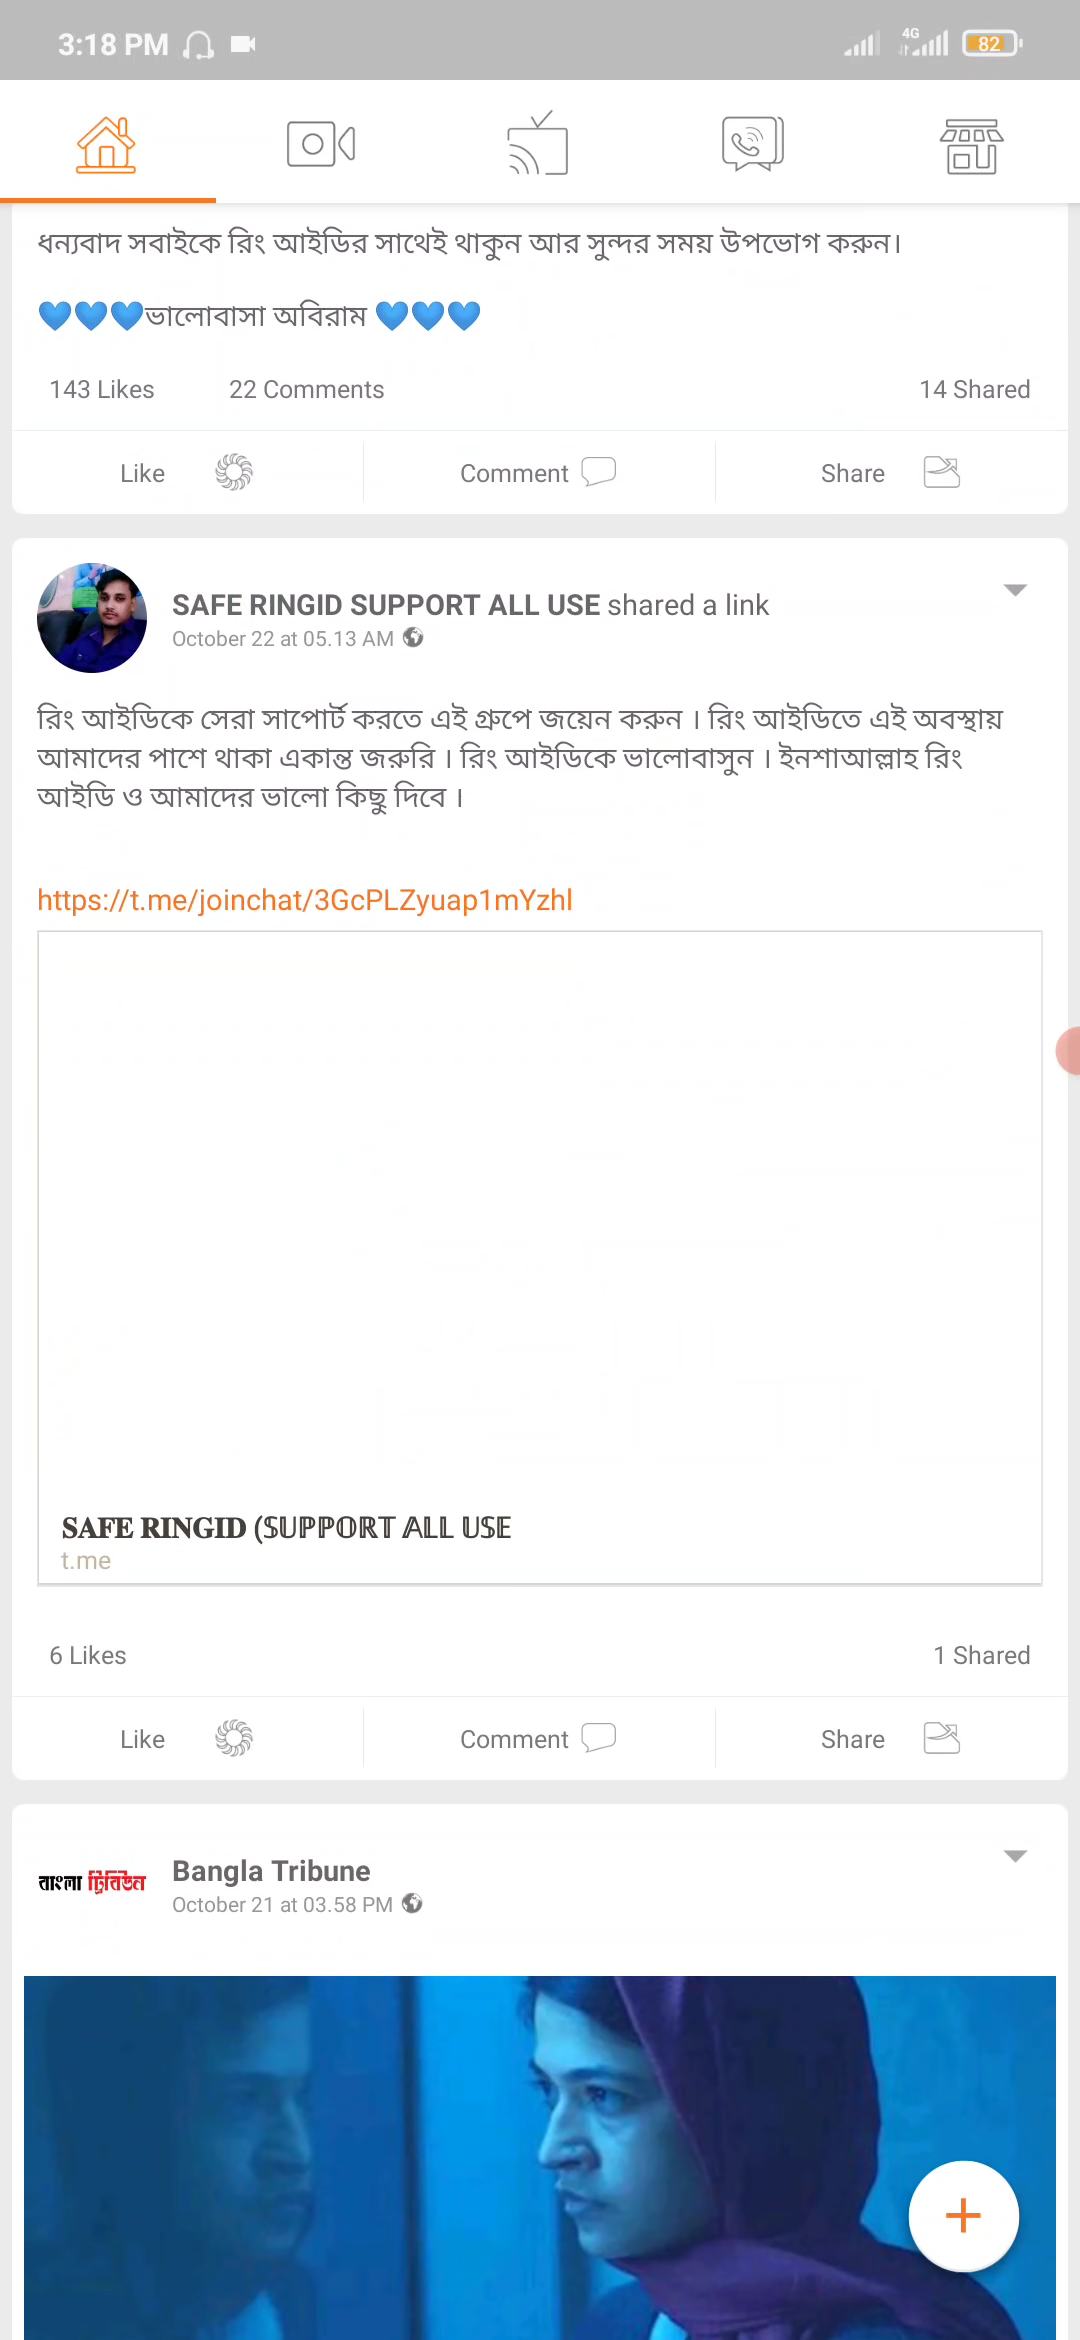 3:18 PM 4G 82
ধন্যবাদ সবাইকে রিং আইডির সাথেই থাকুন আর সুন্দর সময় উপভোগ করুন।
💙💙💙ভালোবাসা অবিরাম 💙💙💙
143 Likes 22 Comments 14 Shared
Like Comment Share
SAFE RINGID SUPPORT ALL USE shared a link
October 22 at 05.13 AM
রিং আইডিকে সেরা সাপোর্ট করতে এই গ্রুপে জয়েন করুন । রিং আইডিতে এই অবস্থায়
আমাদের পাশে থাকা একান্ত জরুরি । রিং আইডিকে ভালোবাসুন । ইনশাআল্লাহ রিং
আইডি ও আমাদের ভালো কিছু দিবে ।
https://t.me/joinchat/3GcPLZyuap1mYzhl
𝐒𝐀𝐅𝐄 𝐑𝐈𝐍𝐆𝐈𝐃 (𝕊𝕌ℙℙ𝕆ℝ𝕋 𝔸𝕃𝕃 𝕌𝕊𝔼
t.me
6 Likes 1 Shared
Like Comment Share
বাংলা ট্রিবিউন
Bangla Tribune
October 21 at 03.58 PM